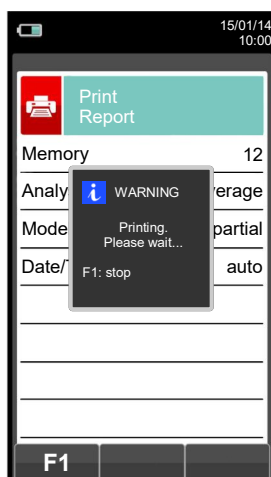 15/01/14
10:00
Print
Report
Memory 12
Analy verage
Mode partial
Date/ auto
i WARNING
Printing.
Please wait...
F1: stop
F1